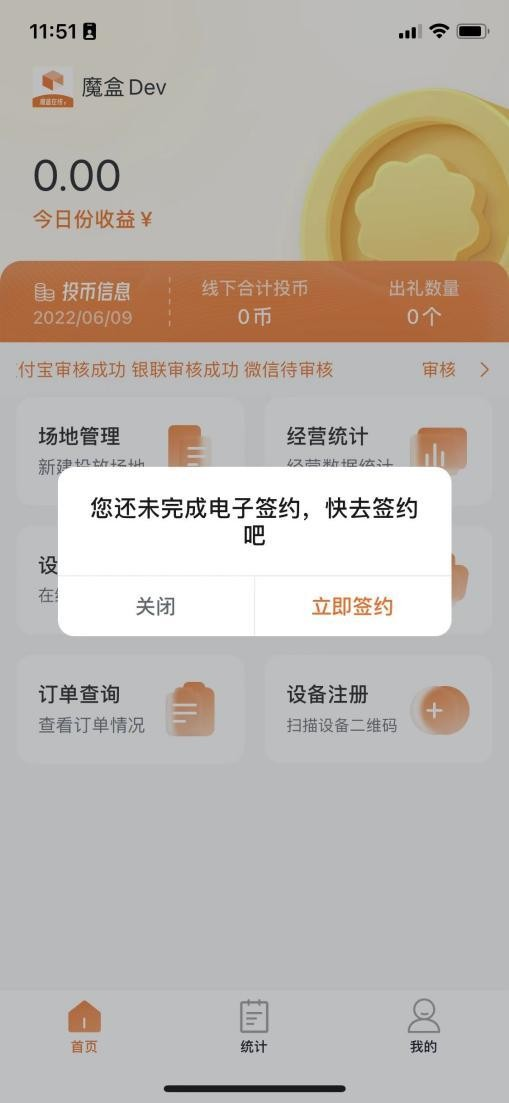 11:51
魔盒 Dev
0.00
今日份收益 ¥
投币信息
2022/06/09
线下合计投币
0 币
出礼数量
0 个
付宝审核成功 银联审核成功 微信待审核
审核
场地管理
新建投放场地
经营统计
经营数据统计
您还未完成电子签约，快去签约
吧
设
在
关闭
立即签约
订单查询
查看订单情况
设备注册
扫描设备二维码
首页
统计
我的